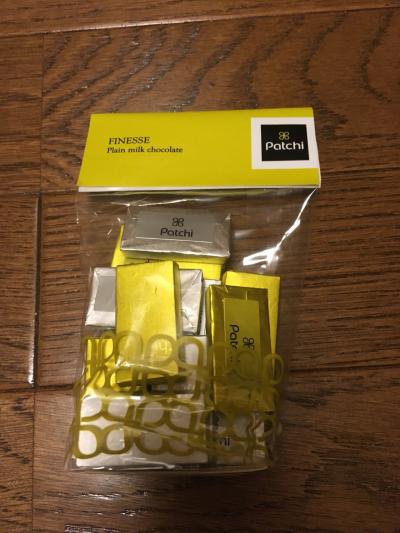 FINESSE
Plain milk chocolate
Patchi
Patchi
Patchi